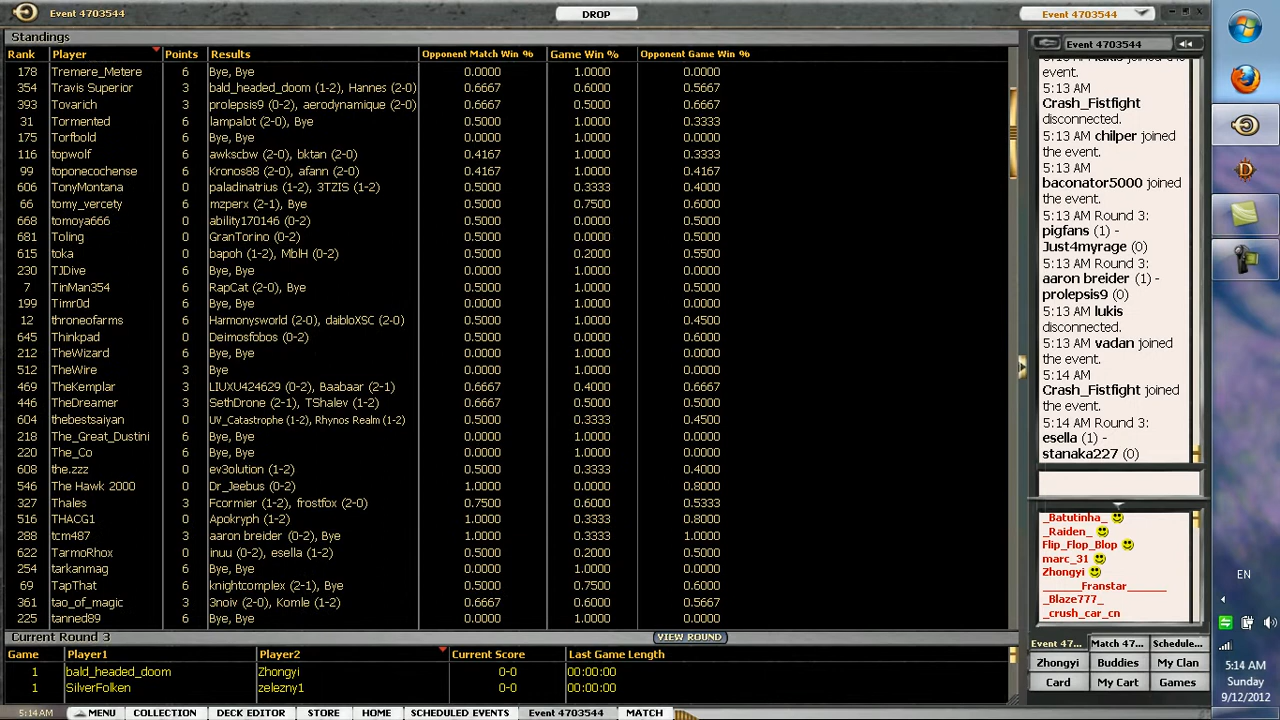 Event 4703544 DROP Event 4703544
Standings
Rank Player Points Results Opponent Match Win % Game Win % Opponent Game Win %
178 Tremere_Metere 6 Bye, Bye 0.0000 1.0000 0.0000
354 Travis Superior 3 bald_headed_doom (1-2), Hannes (2-0) 0.6667 0.6000 0.5667
393 Tovarich 3 prolepsis9 (0-2), aerodynamique (2-0) 0.6667 0.5000 0.6667
31 Tormented 6 lampalot (2-0), Bye 0.5000 1.0000 0.3333
175 Torfbold 6 Bye, Bye 0.0000 1.0000 0.0000
116 topwolf 6 awkscbw (2-0), bktan (2-0) 0.4167 1.0000 0.3333
99 toponecochense 6 Kronos88 (2-0), afann (2-0) 0.4167 1.0000 0.4167
606 TonyMontana 0 paladinatrius (1-2), 3TZIS (1-2) 0.5000 0.3333 0.4000
66 tomy_vercety 6 mzperx (2-1), Bye 0.5000 0.7500 0.6000
668 tomoya666 0 ability170146 (0-2) 0.5000 0.0000 0.5000
681 Toling 0 GranTorino (0-2) 0.5000 0.0000 0.5000
615 toka 0 bapoh (1-2), MblH (0-2) 0.5000 0.2000 0.5500
230 TJDive 6 Bye, Bye 0.0000 1.0000 0.0000
7 TinMan354 6 RapCat (2-0), Bye 0.5000 1.0000 0.5000
199 Timr0d 6 Bye, Bye 0.0000 1.0000 0.0000
12 throneofarms 6 Harmonysworld (2-0), daibloXSC (2-0) 0.5000 1.0000 0.4500
645 Thinkpad 0 Deimosfobos (0-2) 0.5000 0.0000 0.6000
212 TheWizard 6 Bye, Bye 0.0000 1.0000 0.0000
512 TheWire 3 Bye 0.0000 1.0000 0.0000
469 TheKemplar 3 LIUXU424629 (0-2), Baabaar (2-1) 0.6667 0.4000 0.6667
446 TheDreamer 3 SethDrone (2-1), TShalev (1-2) 0.6667 0.5000 0.5000
604 thebestsaiyan 0 UV_Catastrophe (1-2), Rhynos Realm (1-2) 0.5000 0.3333 0.4500
218 The_Great_Dustini 6 Bye, Bye 0.0000 1.0000 0.0000
220 The_Co 6 Bye, Bye 0.0000 1.0000 0.0000
608 the.zzz 0 ev3olution (1-2) 0.5000 0.3333 0.4000
546 The Hawk 2000 0 Dr_Jeebus (0-2) 1.0000 0.0000 0.8000
327 Thales 3 Fcormier (1-2), frostfox (2-0) 0.7500 0.6000 0.5333
516 THACG1 0 Apokryph (1-2) 1.0000 0.3333 0.8000
288 tcm487 3 aaron breider (0-2), Bye 1.0000 0.3333 1.0000
622 TarmoRhox 0 inuu (0-2), esella (1-2) 0.5000 0.2000 0.5000
254 tarkanmag 6 Bye, Bye 0.0000 1.0000 0.0000
69 TapThat 6 knightcomplex (2-1), Bye 0.5000 0.7500 0.6000
361 tao_of_magic 3 3noiv (2-0), Komle (1-2) 0.6667 0.6000 0.5667
225 tanned89 6 Bye, Bye 0.0000 1.0000 0.0000
Current Round 3 VIEW ROUND
Game Player1 Player2 Current Score Last Game Length
1 bald_headed_doom Zhongyi 0-0 00:00:00
1 SilverFolken zelezny1 0-0 00:00:00
5:14 AM MENU COLLECTION DECK EDITOR STORE HOME SCHEDULED EVENTS Event 4703544 MATCH
Event 4703544
joined the
event.
5:13 AM
Crash_Fistfight
disconnected.
5:13 AM chilper joined
the event.
5:13 AM
baconator5000 joined
the event.
5:13 AM Round 3:
pigfans (1) -
Just4myrage (0)
5:13 AM Round 3:
aaron breider (1) -
prolepsis9 (0)
5:13 AM lukis
disconnected.
5:13 AM vadan joined
the event.
5:14 AM
Crash_Fistfight joined
the event.
5:14 AM Round 3:
esella (1) -
stanaka227 (0)
_Batutinha_
_Raiden_
Flip_Flop_Blop
marc_31
Zhongyi
______Franstar______
_Blaze777_
_crush_car_cn
Event 47... Match 47... Schedule...
Zhongyi Buddies My Clan
Card My Cart Games
EN
5:14 AM
Sunday
9/12/2012